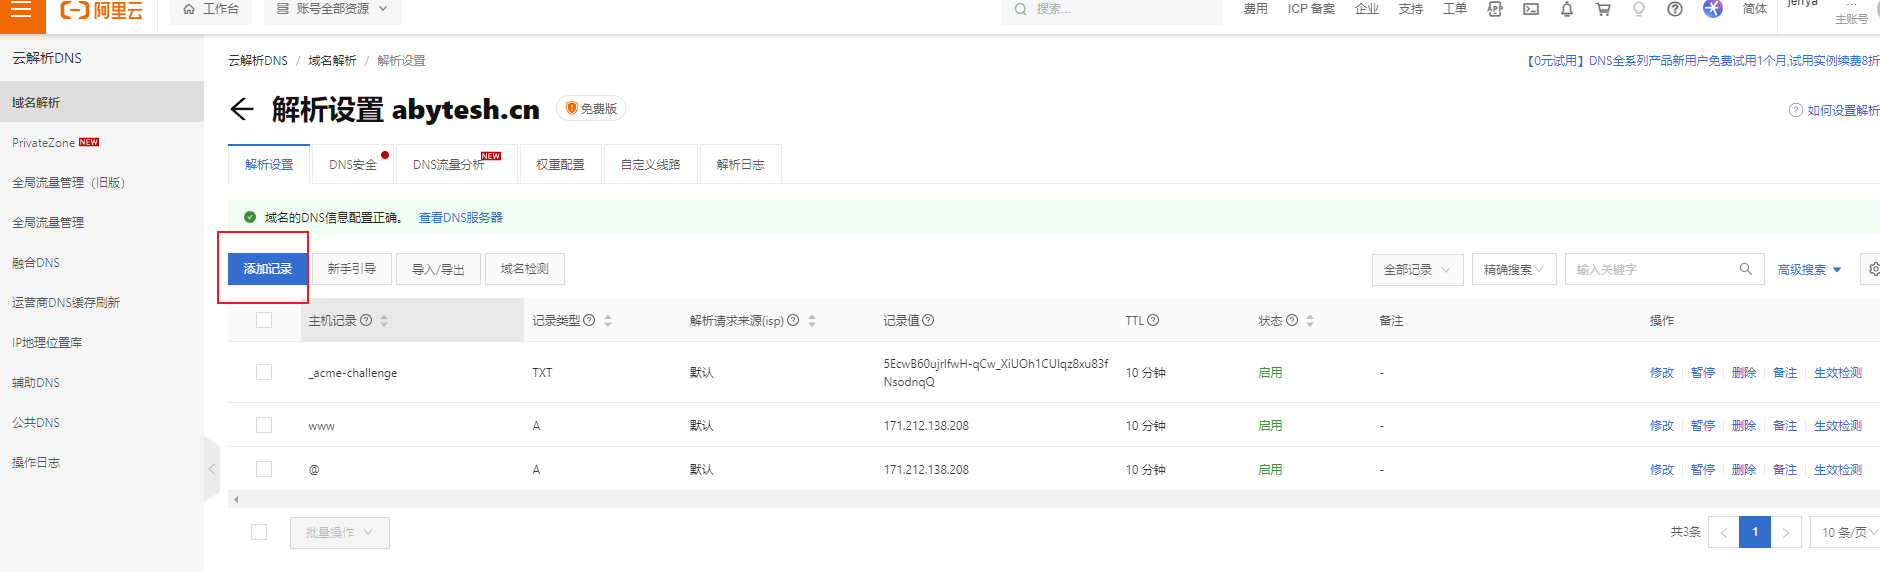 阿里云
工作台
账号全部资源
搜索...
费用
ICP 备案
企业
支持
工单
简体
jerrya
...
主账号
云解析DNS
域名解析
PrivateZone NEW
全局流量管理（旧版）
全局流量管理
融合DNS
运营商DNS缓存刷新
IP地理位置库
辅助DNS
公共DNS
操作日志
云解析DNS / 域名解析 / 解析设置
【0元试用】DNS全系列产品新用户免费试用1个月,试用实例续费8折
解析设置 abytesh.cn
免费版
如何设置解析
解析设置
DNS安全
DNS流量分析 NEW
权重配置
自定义线路
解析日志
域名的DNS信息配置正确。 查看DNS服务器
添加记录
新手引导
导入/导出
域名检测
全部记录
精确搜索
输入关键字
高级搜索
主机记录 记录类型 解析请求来源(isp) 记录值 TTL 状态 备注 操作
_acme-challenge TXT 默认 5EcwB60ujrlfwH-qCw_XiUOh1CUIqz8xu83f
NsodnqQ 10 分钟 启用 - 修改 暂停 删除 备注 生效检测
www A 默认 171.212.138.208 10 分钟 启用 - 修改 暂停 删除 备注 生效检测
@ A 默认 171.212.138.208 10 分钟 启用 - 修改 暂停 删除 备注 生效检测
批量操作
共3条 < 1 > 10 条/页